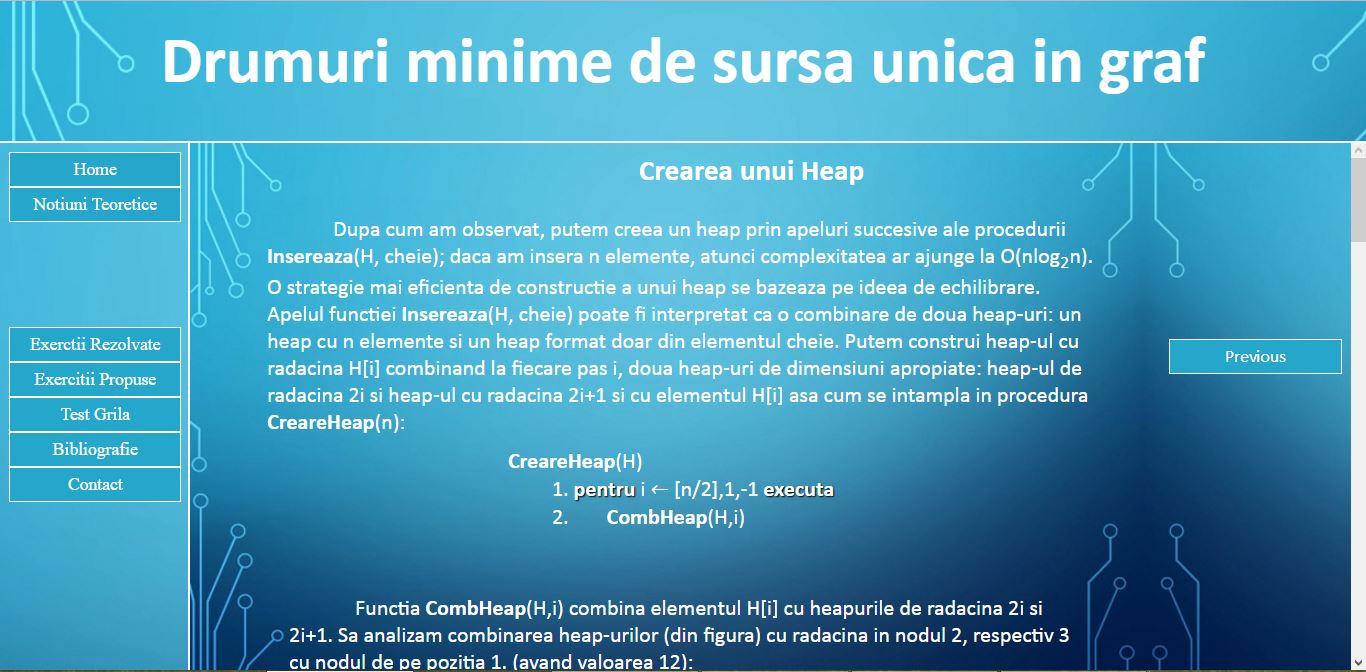 Drumuri minime de sursa unica in graf
Home
Notiuni Teoretice
Exerctii Rezolvate
Exercitii Propuse
Test Grila
Bibliografie
Contact
Crearea unui Heap
Dupa cum am observat, putem creea un heap prin apeluri succesive ale procedurii
Insereaza(H, cheie); daca am insera n elemente, atunci complexitatea ar ajunge la O(nlog₂n).
O strategie mai eficienta de constructie a unui heap se bazeaza pe ideea de echilibrare.
Apelul functiei Insereaza(H, cheie) poate fi interpretat ca o combinare de doua heap-uri: un
heap cu n elemente si un heap format doar din elementul cheie. Putem construi heap-ul cu
radacina H[i] combinand la fiecare pas i, doua heap-uri de dimensiuni apropiate: heap-ul de
radacina 2i si heap-ul cu radacina 2i+1 si cu elementul H[i] asa cum se intampla in procedura
CreareHeap(n):
CreareHeap(H)
1. pentru i ← [n/2],1,-1 executa
2. CombHeap(H,i)
Functia CombHeap(H,i) combina elementul H[i] cu heapurile de radacina 2i si
2i+1. Sa analizam combinarea heap-urilor (din figura) cu radacina in nodul 2, respectiv 3
cu nodul de pe pozitia 1. (avand valoarea 12):
Previous